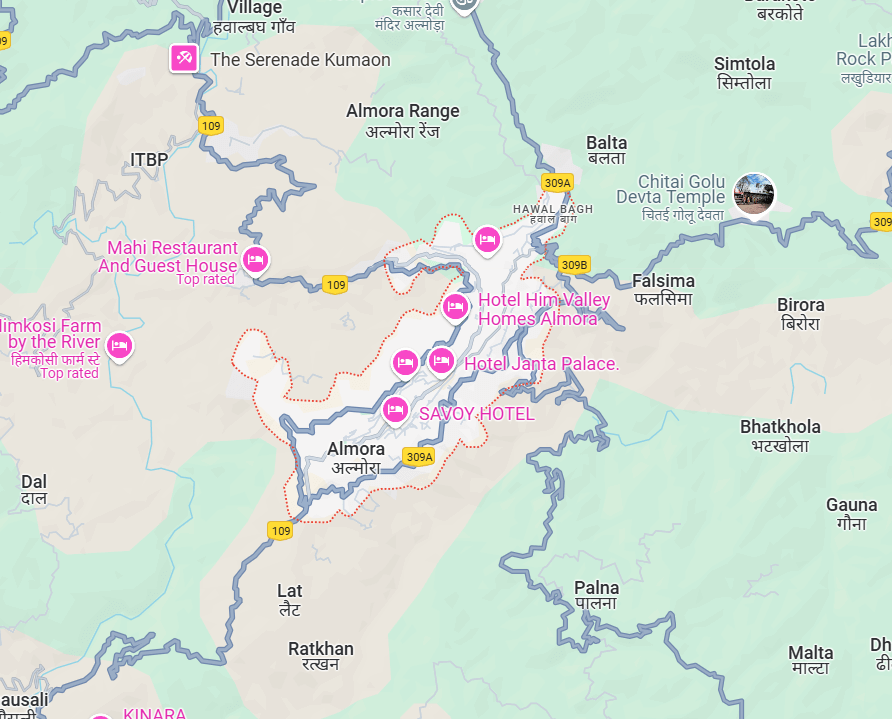 Village
हवाल्बघ गाँव
कसार देवी
मंदिर अल्मोड़ा
बरकोते
09
The Serenade Kumaon
Simtola
सिम्तोला
Rock P
लखुडियार
Almora Range
अल्मोरा रेंज
109
ITBP
Balta
बलता
309A
Chitai Golu
Devta Temple
चितई गोलू देवता
HAWAL BAGH
हवाल बाग
309
Mahi Restaurant
And Guest House
Top rated
109
309B
Falsima
फलसिमा
Hotel Him Valley
Homes Almora
Birora
बिरोरा
Himkosi Farm
by the River
हिमकोसी फार्म स्टे
Top rated
Hotel Janta Palace.
SAVOY HOTEL
Bhatkhola
भटखोला
Almora
अल्मोरा
309A
Dal
दाल
Gauna
गौना
109
Lat
लैट
Palna
पालना
Ratkhan
रत्खन
Malta
माल्टा
Dh
ausali
KINARA